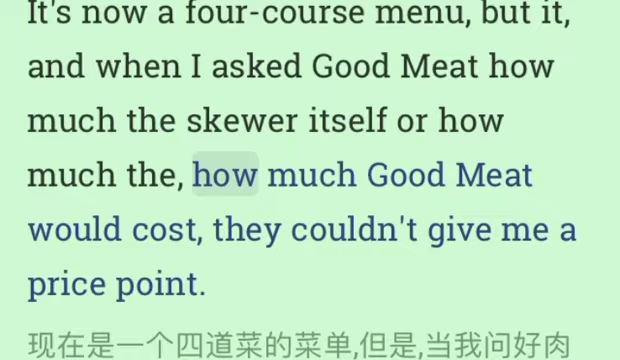 It's now a four-course menu, but it,
and when I asked Good Meat how
much the skewer itself or how
much the, how much Good Meat
would cost, they couldn't give me a
price point.
现在是一个四道菜的菜单,但是,当我问好肉